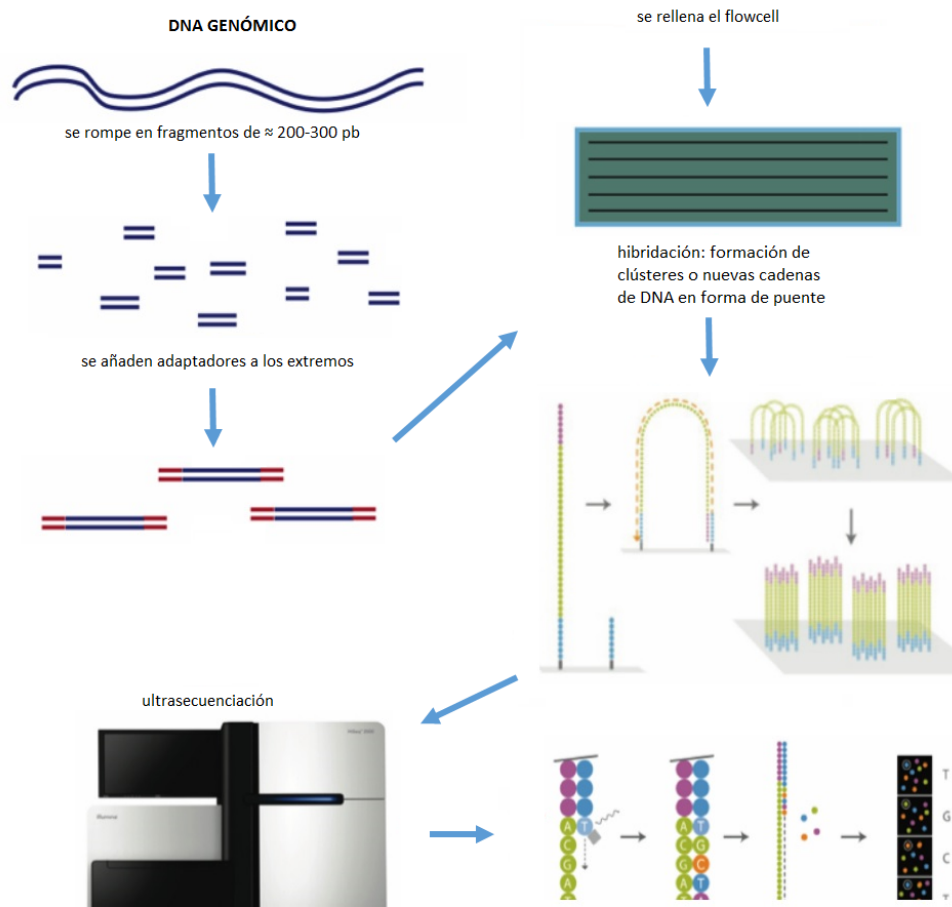 DNA GENÓMICO
se rompe en fragmentos de ≈ 200-300 pb
se añaden adaptadores a los extremos
se rellena el flowcell
hibridación: formación de
clústeres o nuevas cadenas
de DNA en forma de puente
ultrasecuenciación
A T
C
G
A
A T
C G
G C
A T
T
G
C